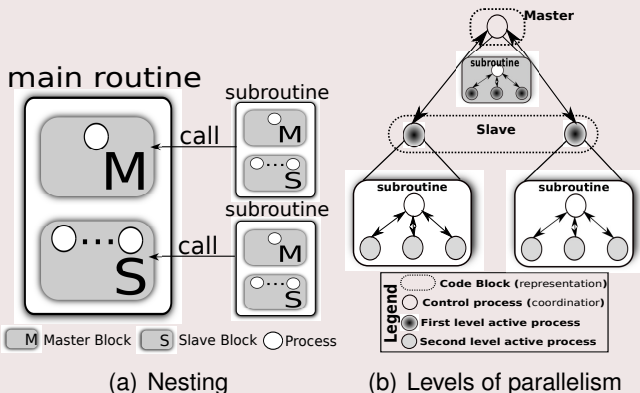 main routine
M
S
call
call
subroutine
M
S
subroutine
M
S
M Master Block
S Slave Block
Process
(a) Nesting
Master
subroutine
Slave
subroutine
subroutine
Legend
Code Block (representation)
Control process (coordinatior)
First level active process
Second level active process
(b) Levels of parallelism